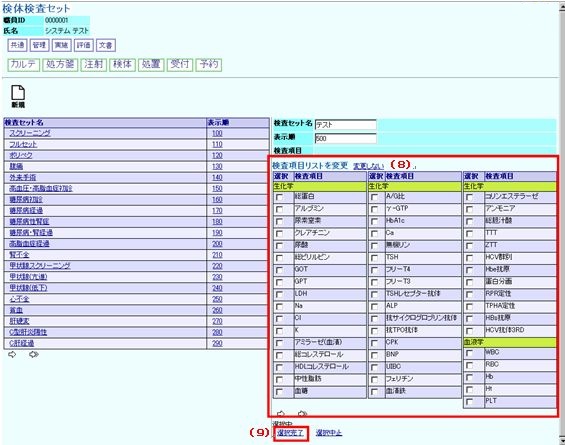 検体検査セット
職員ID 0000001
氏名 システム テスト
共通 管理 実施 評価 文書
カルテ 処方箋 注射 検体 処置 受付 予約
新規
検査セット名 表示順
スクリーニング 100
フルセット 110
ポリペク 120
腹痛 130
外来手術 140
高血圧・高脂血症初診 150
糖尿病初診 160
糖尿病経過 170
糖尿病性腎症 180
糖尿病・腎経過 190
高脂血症経過 200
腎不全 210
甲状腺スクリーニング 220
甲状腺(亢進) 230
甲状腺(低下) 240
心不全 250
貧血 260
肝硬変 270
C型肝炎陽性 280
C肝経過 290
検査セット名 テスト
表示順 500
検査項目
検査項目リストを変更 変更しない (8)
選択 検査項目 選択 検査項目 選択 検査項目
生化学 生化学 生化学
総蛋白 A/G比 コリンエステラーゼ
アルブミン γ-GTP アンモニア
尿素窒素 HbA1c 総胆汁酸
クレアチニン Ca TTT
尿酸 無機リン ZTT
総ビリルビン TSH HCV群別
GOT フリーT4 Hbe抗原
GPT フリーT3 蛋白分画
LDH TSHレセプター抗体 RPR定性
Na ALP TPHA定性
Cl 抗サイクログロブリン抗体 HBs抗原
K 抗TPO抗体 HCV抗体3RD
アミラーゼ(血清) CPK 血液学
総コレステロール BNP WBC
HDLコレステロール UIBC RBC
中性脂肪 フェリチン Hb
血糖 血清鉄 Ht
PLT
選択中
(9) 選択完了 選択中止